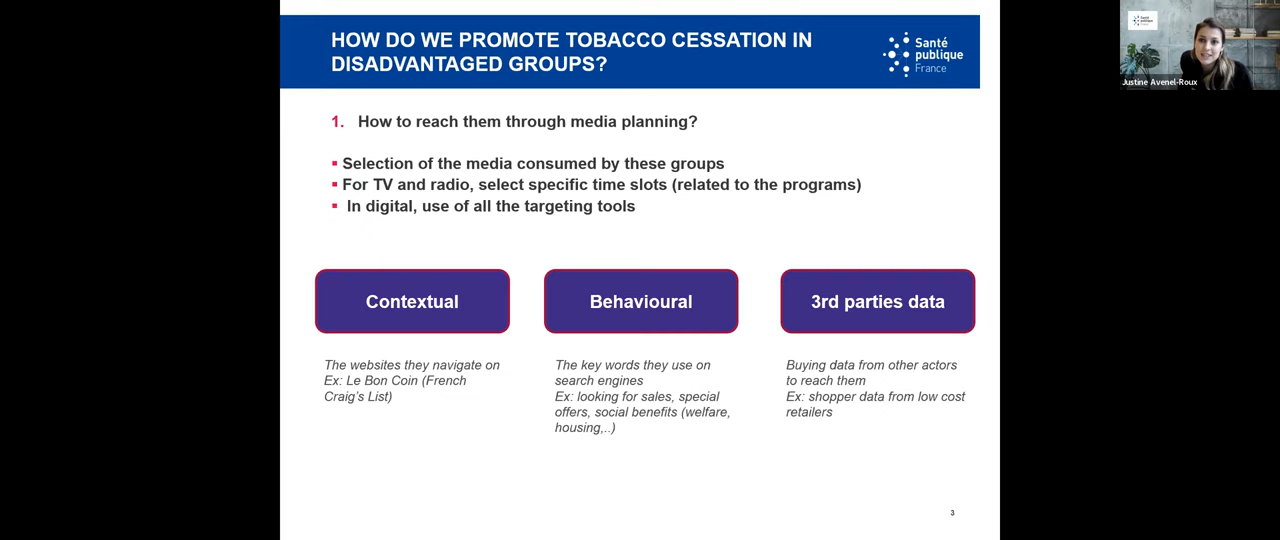 HOW DO WE PROMOTE TOBACCO CESSATION IN
DISADVANTAGED GROUPS?
Santé
publique
France
Justine Avenel-Roux
1. How to reach them through media planning?
▪ Selection of the media consumed by these groups
▪ For TV and radio, select specific time slots (related to the programs)
▪ In digital, use of all the targeting tools
Contextual
The websites they navigate on
Ex: Le Bon Coin (French
Craig's List)
Behavioural
The key words they use on
search engines
Ex: looking for sales, special
offers, social benefits (welfare,
housing,..)
3rd parties data
Buying data from other actors
to reach them
Ex: shopper data from low cost
retailers
3